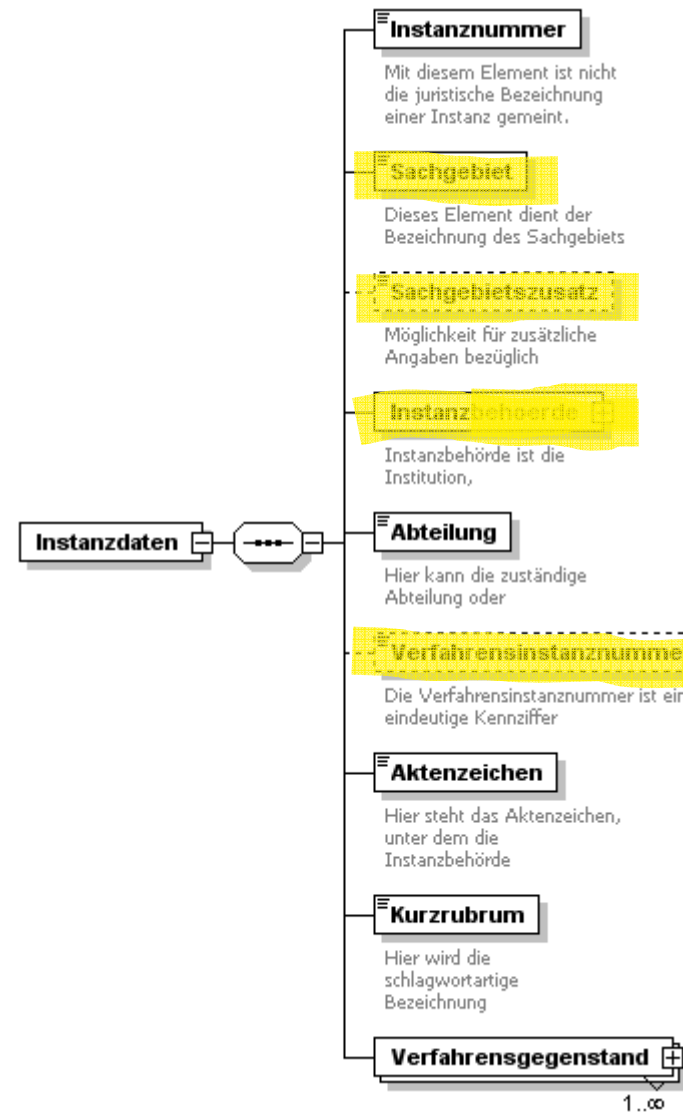 Instanznummer
Mit diesem Element ist nicht
die juristische Bezeichnung
einer Instanz gemeint.
Sachgebiet
Dieses Element dient der
Bezeichnung des Sachgebiets
Sachgebietszusatz
Möglichkeit für zusätzliche
Angaben bezüglich
Instanzbehoerde
Instanzbehörde ist die
Institution,
Instanzdaten
Abteilung
Hier kann die zuständige
Abteilung oder
Verfahrensinstanznumme
Die Verfahrensinstanznummer ist ein
eindeutige Kennziffer
Aktenzeichen
Hier steht das Aktenzeichen,
unter dem die
Instanzbehörde
Kurzrubrum
Hier wird die
schlagwortartige
Bezeichnung
Verfahrensgegenstand
1..∞